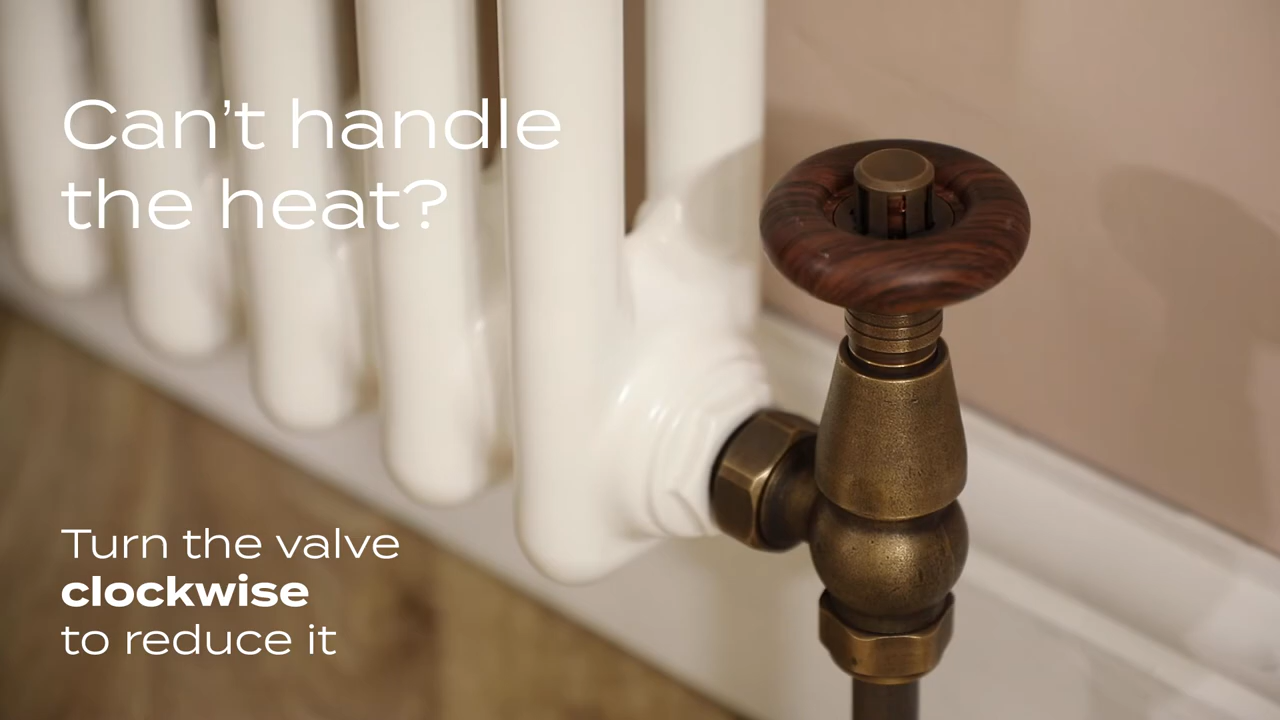 Can’t handle
the heat?
Turn the valve
clockwise
to reduce it